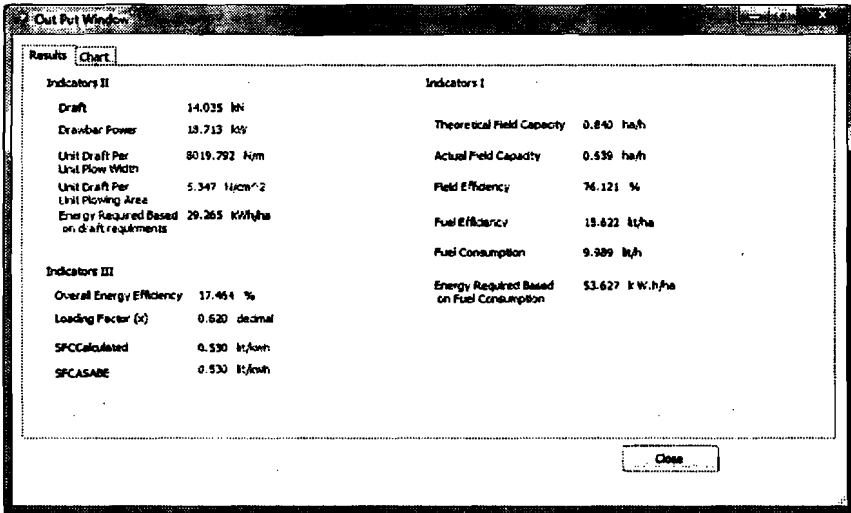 Out Put Window
Results
Chart
Indicators II
Draft 14.035 kN
Drawbar Power 18.713 kW
Unit Draft Per
Unit Plow Width
8019.792 N/m
Unit Draft Per
Unit Plowing Area
5.347 N/cm^2
Energy Required Based
on draft requirments
29.265 KWh/ha
Indicators III
Overall Energy Efficiency 17.464 %
Loading Factor (x) 0.620 decimal
SFCCalculated 0.530 lit/kwh
SFCASABE 0.530 lit/kwh
Indicators I
Theoretical Field Capacity 0.840 ha/h
Actual Field Capacity 0.639 ha/h
Field Efficiency 76.121 %
Fuel Efficiency 15.622 lit/ha
Fuel Consumption 9.989 lit/h
Energy Required Based
on Fuel Consumption
53.627 k W.h/ha
Close